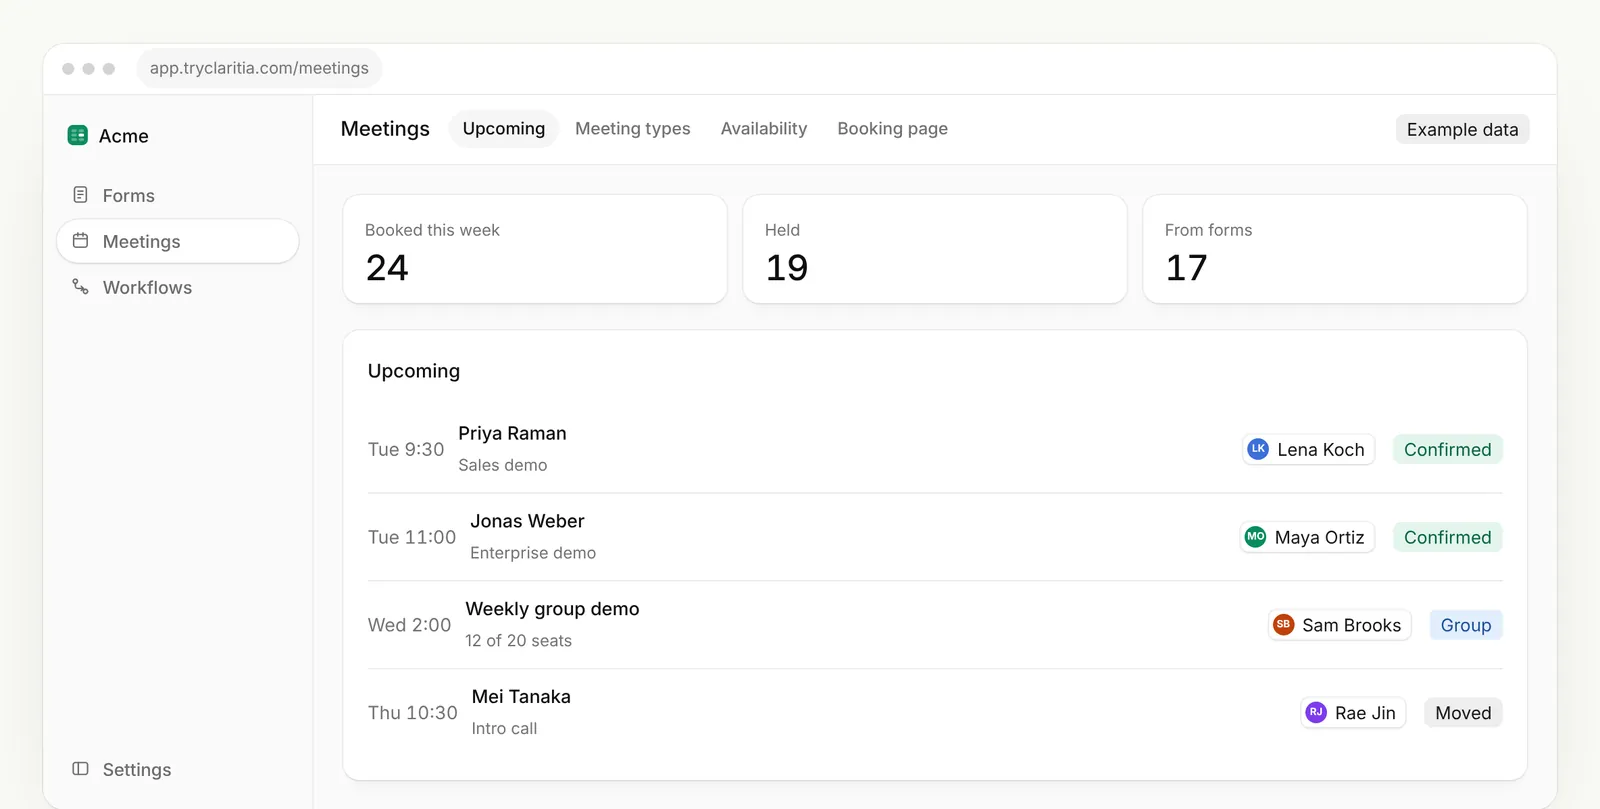 app.tryclaritia.com/meetings
Acme
Forms
Meetings
Workflows
Settings
Meetings Upcoming Meeting types Availability Booking page Example data
Booked this week
24
Held
19
From forms
17
Upcoming
Tue 9:30 Priya Raman
Sales demo
LK Lena Koch Confirmed
Tue 11:00 Jonas Weber
Enterprise demo
MO Maya Ortiz Confirmed
Wed 2:00 Weekly group demo
12 of 20 seats
SB Sam Brooks Group
Thu 10:30 Mei Tanaka
Intro call
RJ Rae Jin Moved